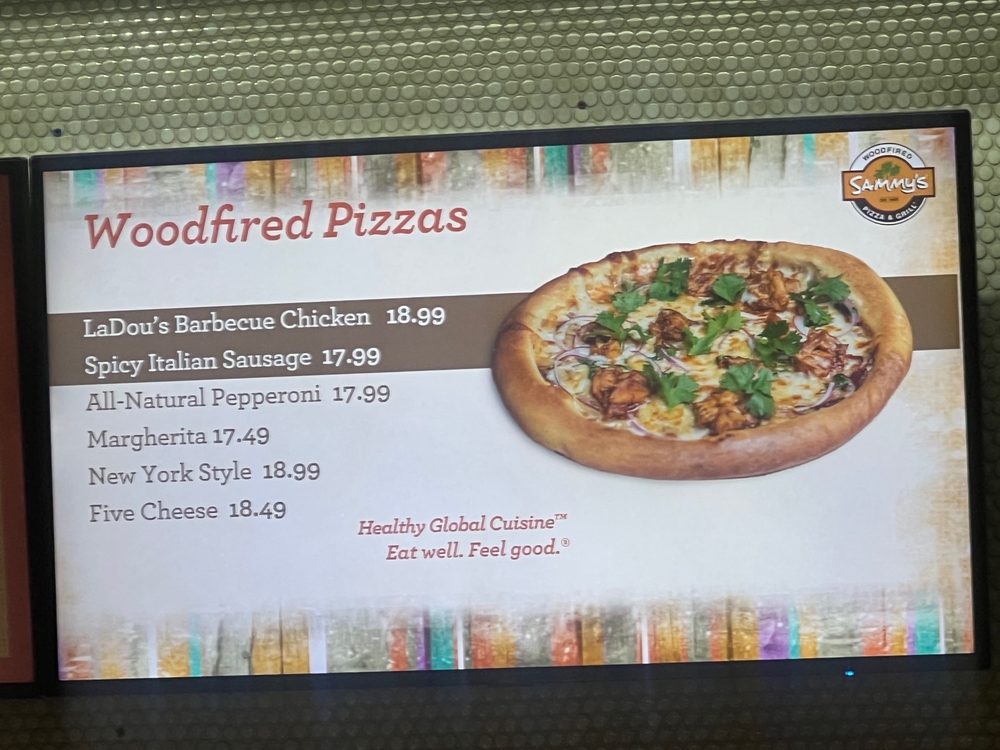 WOODFIRED
SAMMY'S
PIZZA & GRILL
Woodfired Pizzas
LaDou's Barbecue Chicken 18.99
Spicy Italian Sausage 17.99
All-Natural Pepperoni 17.99
Margherita 17.49
New York Style 18.99
Five Cheese 18.49
Healthy Global Cuisine™
Eat well. Feel good.®